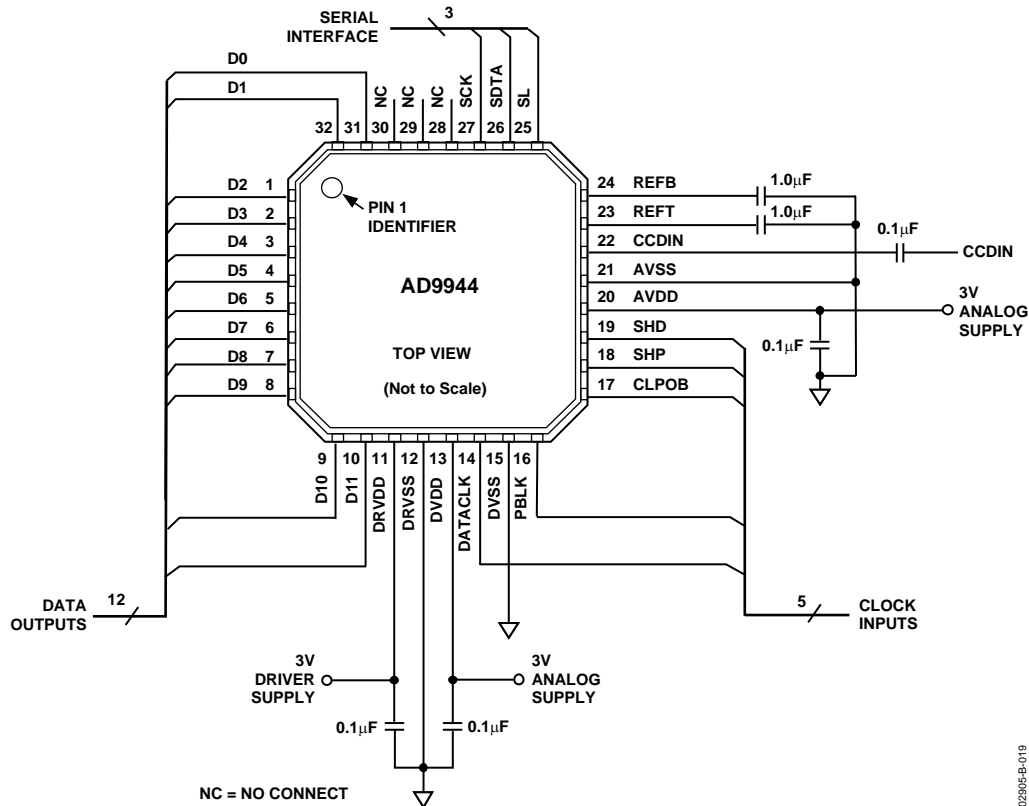 SERIAL
INTERFACE
3
D0
D1
NC
NC
NC
SCK
SDTA
SL
32 31 30 29 28 27 26 25
D2 1
D3 2
D4 3
D5 4
D6 5
D7 6
D8 7
D9 8
PIN 1
IDENTIFIER
AD9944
TOP VIEW
(Not to Scale)
24 REFB
23 REFT
22 CCDIN
21 AVSS
20 AVDD
19 SHD
18 SHP
17 CLPOB
1.0μF
1.0μF
0.1μF
CCDIN
3V
ANALOG
SUPPLY
0.1μF
9 10 11 12 13 14 15 16
D10
D11
DRVDD
DRVSS
DVDD
DATACLK
DVSS
PBLK
DATA
OUTPUTS
12
5
CLOCK
INPUTS
3V
DRIVER
SUPPLY
3V
ANALOG
SUPPLY
0.1μF
0.1μF
NC = NO CONNECT
02905-B-019